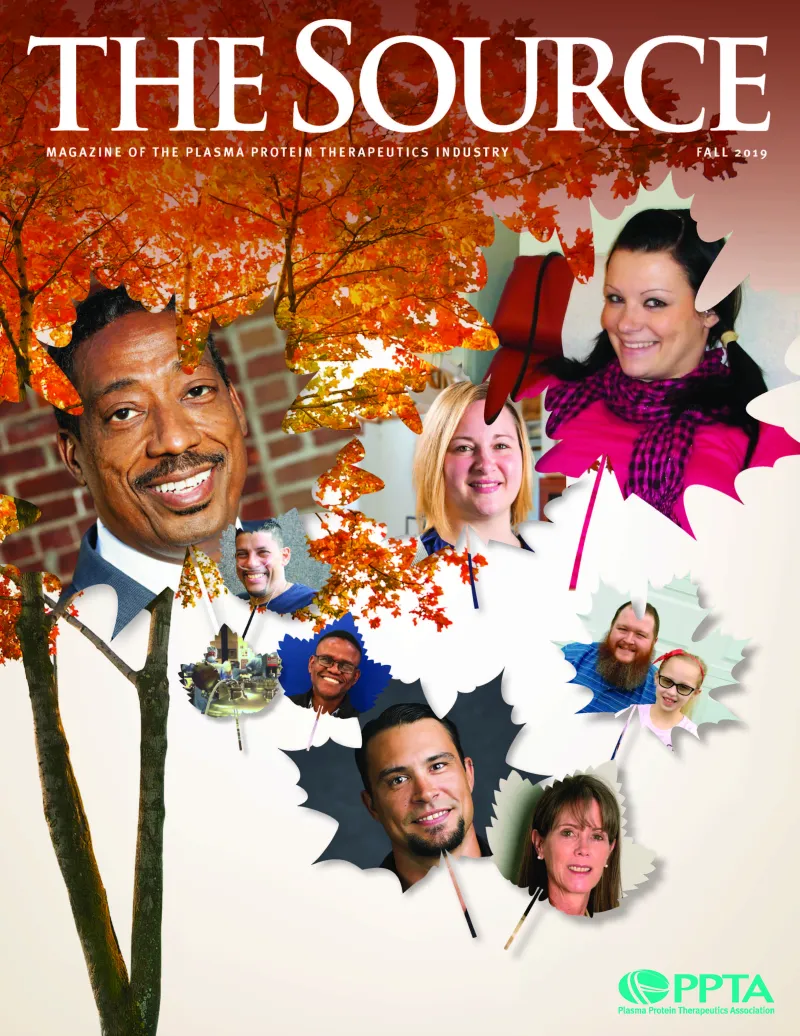 THE SOURCE
MAGAZINE OF THE PLASMA PROTEIN THERAPEUTICS INDUSTRY
FALL 2019
PPTA
Plasma Protein Therapeutics Association